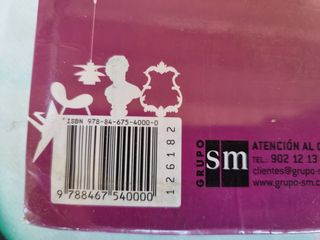 ISBN 978-84-675-4000-0
9 788467 540000
126182
GRUPO
sm
ATENCIÓN AL
TEL.: 902 12 13
clientes@grupo-
www.grupo-sm.